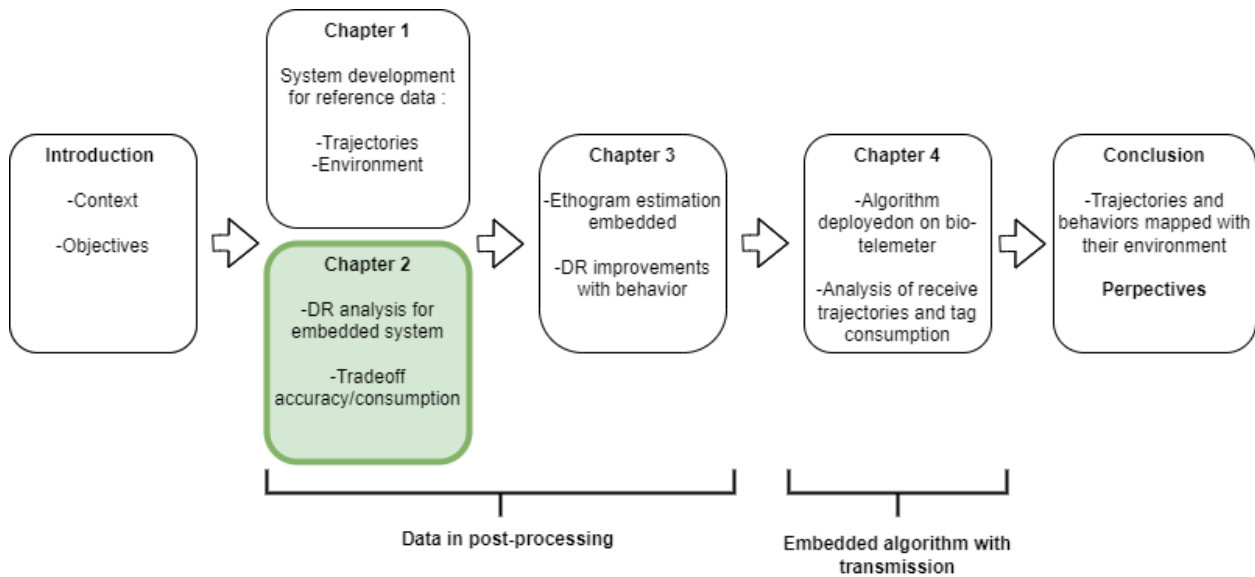 Introduction
-Context
-Objectives
Chapter 1
System development
for reference data :
-Trajectories
-Environment
Chapter 2
-DR analysis for
embedded system
-Tradeoff
accuracy/consumption
Chapter 3
-Ethogram estimation
embedded
-DR improvements
with behavior
Chapter 4
-Algorithm
deployedon on bio-
telemeter
-Analysis of receive
trajectories and tag
consumption
Conclusion
-Trajectories and
behaviors mapped with
their environment
Perpectives
Data in post-processing
Embedded algorithm with
transmission